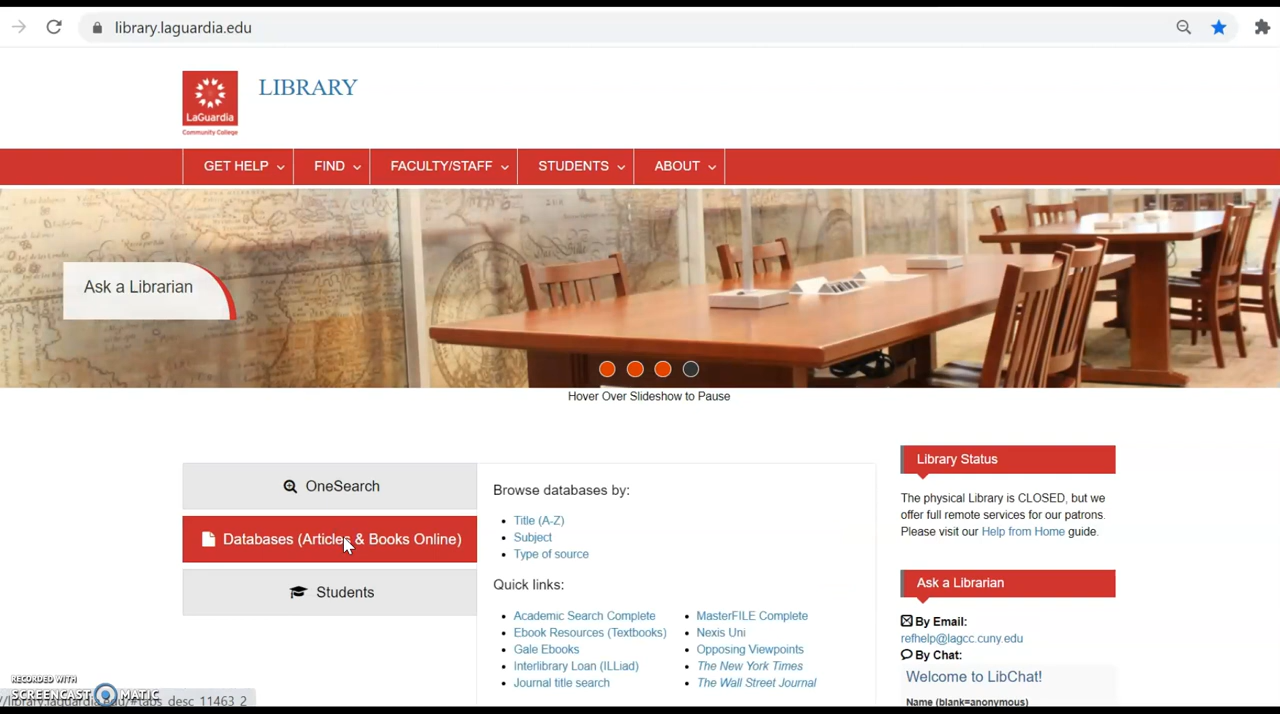 library.laguardia.edu
LaGuardia
Community College
LIBRARY
GET HELP
FIND
FACULTY/STAFF
STUDENTS
ABOUT
Ask a Librarian
Hover Over Slideshow to Pause
OneSearch
Databases (Articles & Books Online)
Students
Browse databases by:
Title (A-Z)
Subject
Type of source
Quick links:
Academic Search Complete
Ebook Resources (Textbooks)
Gale Ebooks
Interlibrary Loan (ILLiad)
Journal title search
MasterFILE Complete
Nexis Uni
Opposing Viewpoints
The New York Times
The Wall Street Journal
Library Status
The physical Library is CLOSED, but we
offer full remote services for our patrons.
Please visit our Help from Home guide.
Ask a Librarian
By Email:
refhelp@lagcc.cuny.edu
By Chat:
Welcome to LibChat!
Name (blank=anonymous)
RECORDED WITH
SCREENCAST MATIC
//library.laguardia.edu/#tabs_desc_11463_2